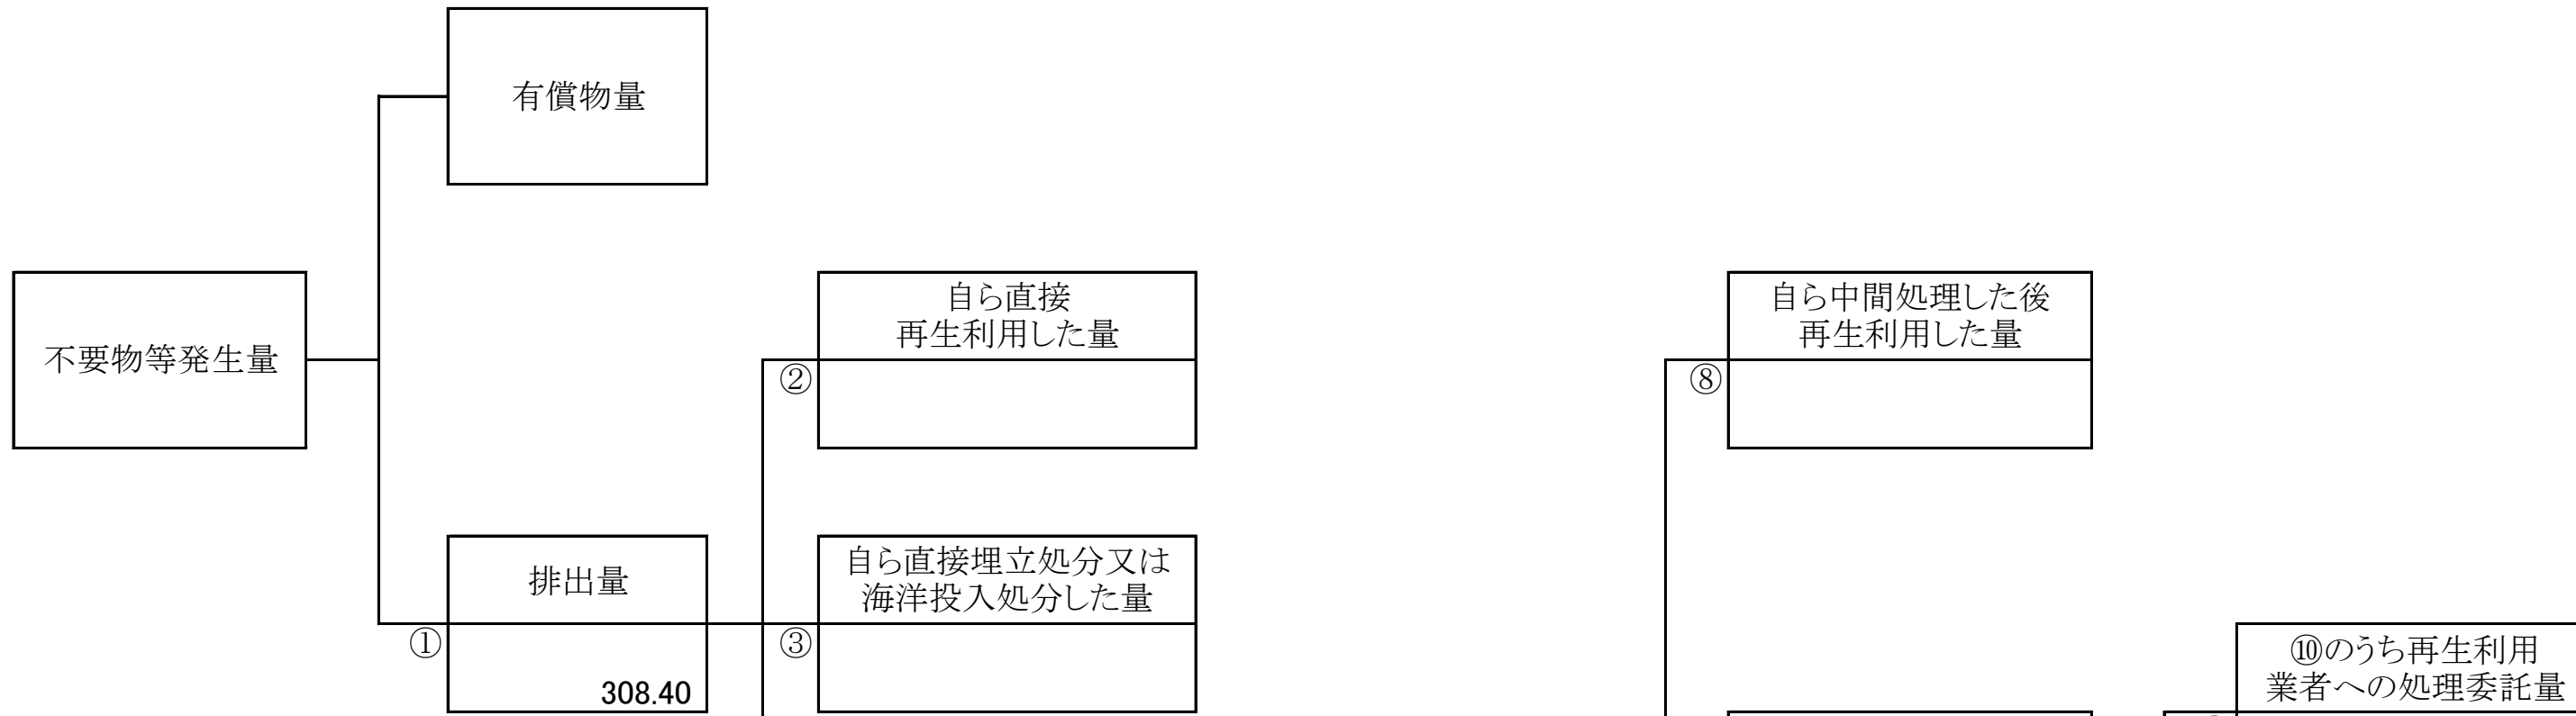 有償物量
不要物等発生量
自ら直接
再生利用した量
②
自ら中間処理した後
再生利用した量
⑧
排出量
①
308.40
自ら直接埋立処分又は
海洋投入処分した量
③
⑩のうち再生利用
業者への処理委託量